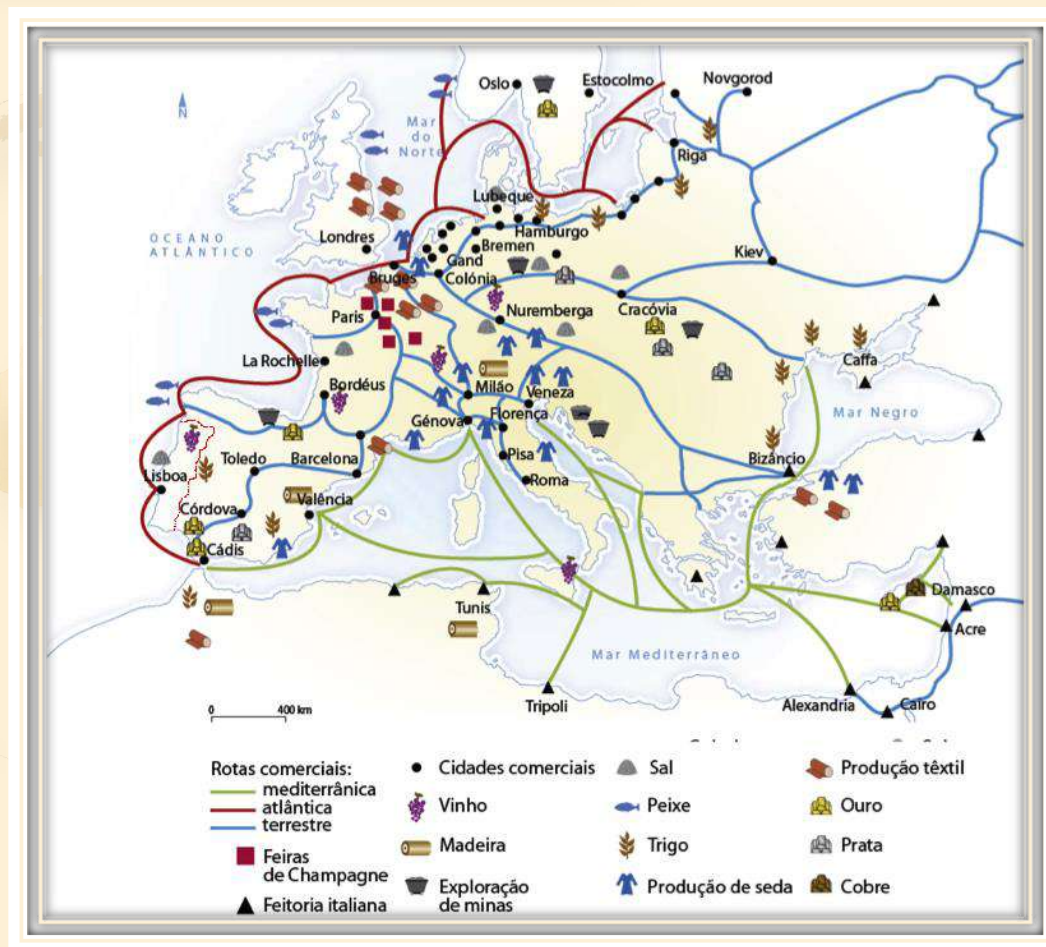 Oslo
Estocolmo
Novgorod
N
Mar
do
Norte
Riga
Lubeque
OCEANO
ATLÂNTICO
Londres
Hamburgo
Bremen
Gand
Kiev
Bruges
Colónia
Paris
Nuremberga
Cracóvia
Caffa
La Rochelle
Bordéus
Milão
Veneza
Mar Negro
Génova
Florença
Toledo
Barcelona
Pisa
Bizâncio
Lisboa
Roma
Córdova
Valência
Cádis
Tunis
Damasco
Acre
Mar Mediterrâneo
Tripoli
Alexandria
Cairo
0 400 km
Rotas comerciais:
mediterrânica
atlântica
terrestre
Feiras
de Champagne
Feitoria italiana
Cidades comerciais
Vinho
Madeira
Exploração
de minas
Sal
Peixe
Trigo
Produção de seda
Produção têxtil
Ouro
Prata
Cobre